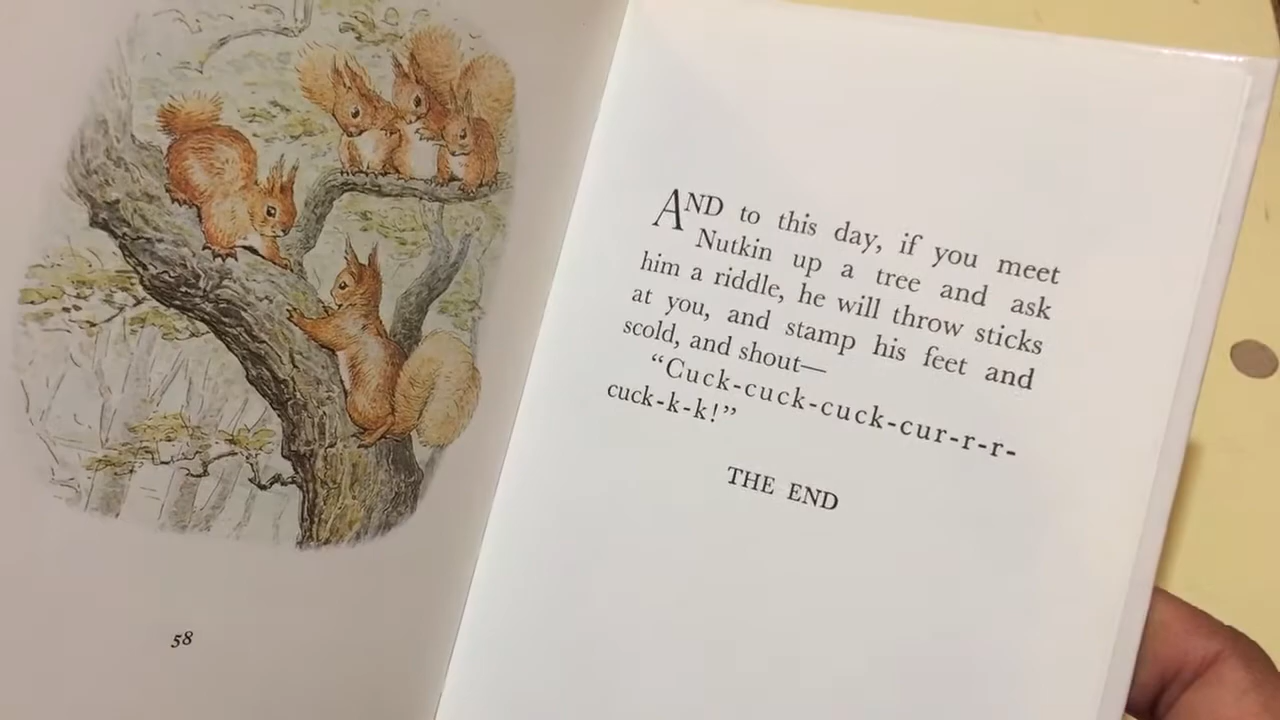 58
AND to this day, if you meet
Nutkin up a tree and ask
him a riddle, he will throw sticks
at you, and stamp his feet and
scold, and shout—
“Cuck-cuck-cuck-cur-r-r-
cuck-k-k!”
THE END